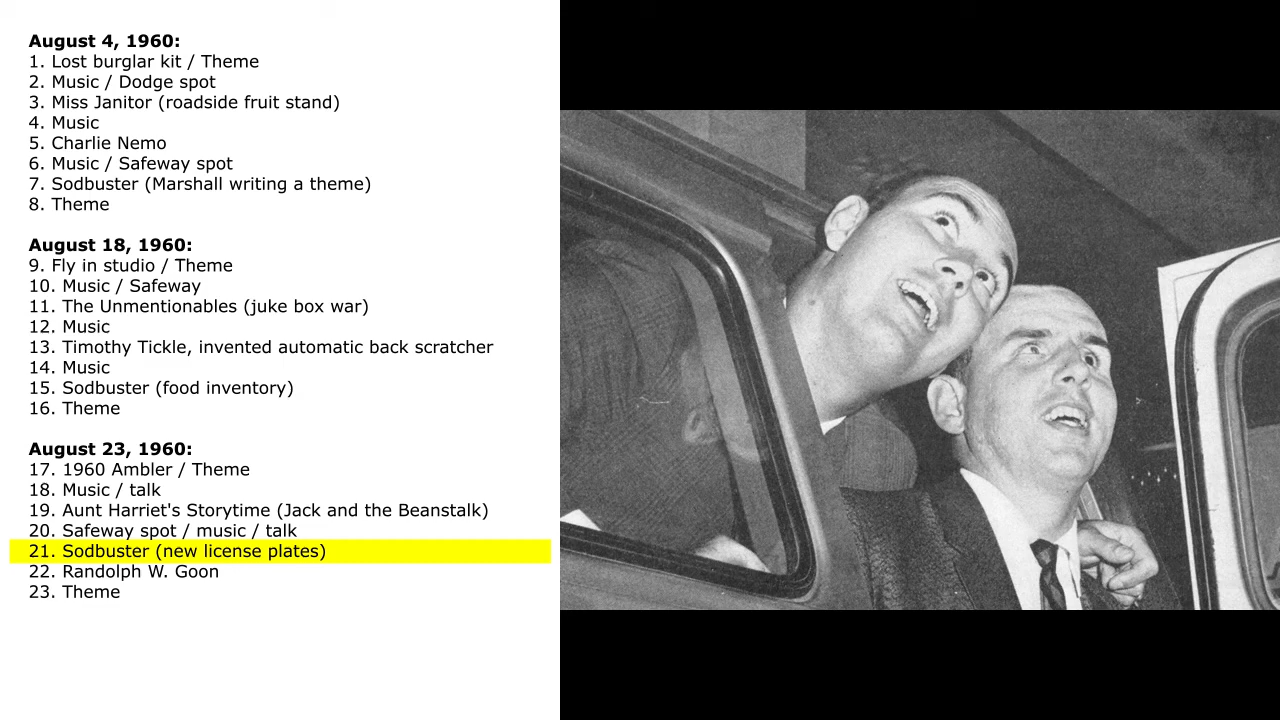 August 4, 1960:
1. Lost burglar kit / Theme
2. Music / Dodge spot
3. Miss Janitor (roadside fruit stand)
4. Music
5. Charlie Nemo
6. Music / Safeway spot
7. Sodbuster (Marshall writing a theme)
8. Theme
August 18, 1960:
9. Fly in studio / Theme
10. Music / Safeway
11. The Unmentionables (juke box war)
12. Music
13. Timothy Tickle, invented automatic back scratcher
14. Music
15. Sodbuster (food inventory)
16. Theme
August 23, 1960:
17. 1960 Ambler / Theme
18. Music / talk
19. Aunt Harriet's Storytime (Jack and the Beanstalk)
20. Safeway spot / music / talk
21. Sodbuster (new license plates)
22. Randolph W. Goon
23. Theme